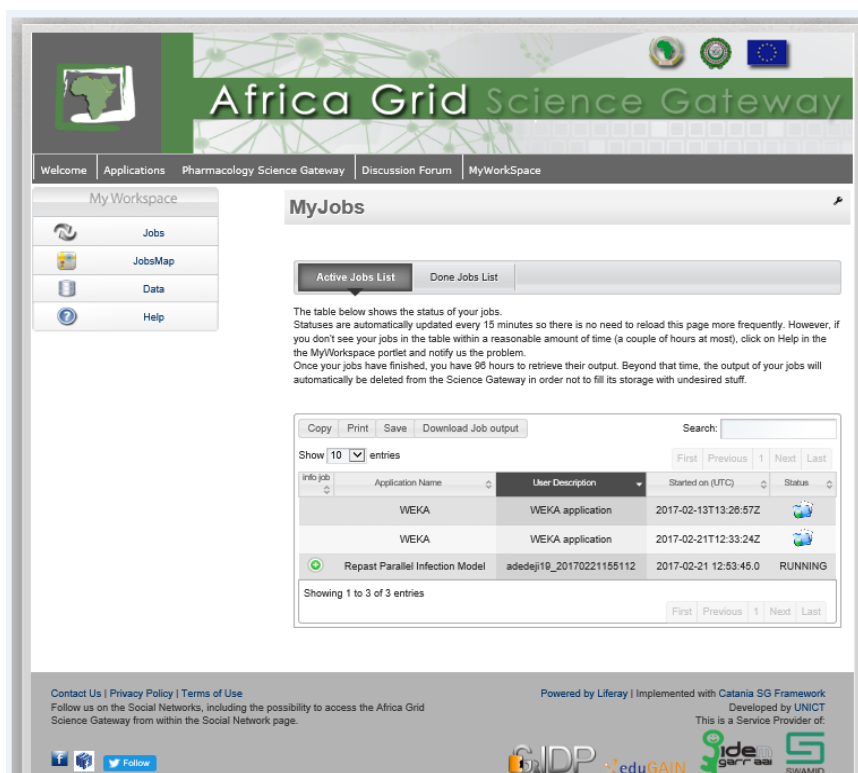 Africa Grid Science Gateway
Welcome Applications Pharmacology Science Gateway Discussion Forum MyWorkSpace
My Workspace
Jobs
JobsMap
Data
Help
MyJobs
Active Jobs List Done Jobs List
The table below shows the status of your jobs.
Statuses are automatically updated every 15 minutes so there is no need to reload this page more frequently. However, if
you don't see your jobs in the table within a reasonable amount of time (a couple of hours at most), click on Help in the
the MyWorkspace portlet and notify us the problem.
Once your jobs have finished, you have 96 hours to retrieve their output. Beyond that time, the output of your jobs will
automatically be deleted from the Science Gateway in order not to fill its storage with undesired stuff.
Copy Print Save Download Job output Search:
Show 10 entries First Previous 1 Next Last
info job Application Name User Description Started on (UTC) Status
WEKA WEKA application 2017-02-13T13:26:57Z
WEKA WEKA application 2017-02-21T12:33:24Z
Repast Parallel Infection Model adedeji19_20170221155112 2017-02-21 12:53:45.0 RUNNING
Showing 1 to 3 of 3 entries
First Previous 1 Next Last
Contact Us | Privacy Policy | Terms of Use
Follow us on the Social Networks, including the possibility to access the Africa Grid
Science Gateway from within the Social Network page.
Follow
Powered by Liferay | Implemented with Catania SG Framework
Developed by UNICT
This is a Service Provider of:
GrIDP eduGAIN idem garr aai SWAMID